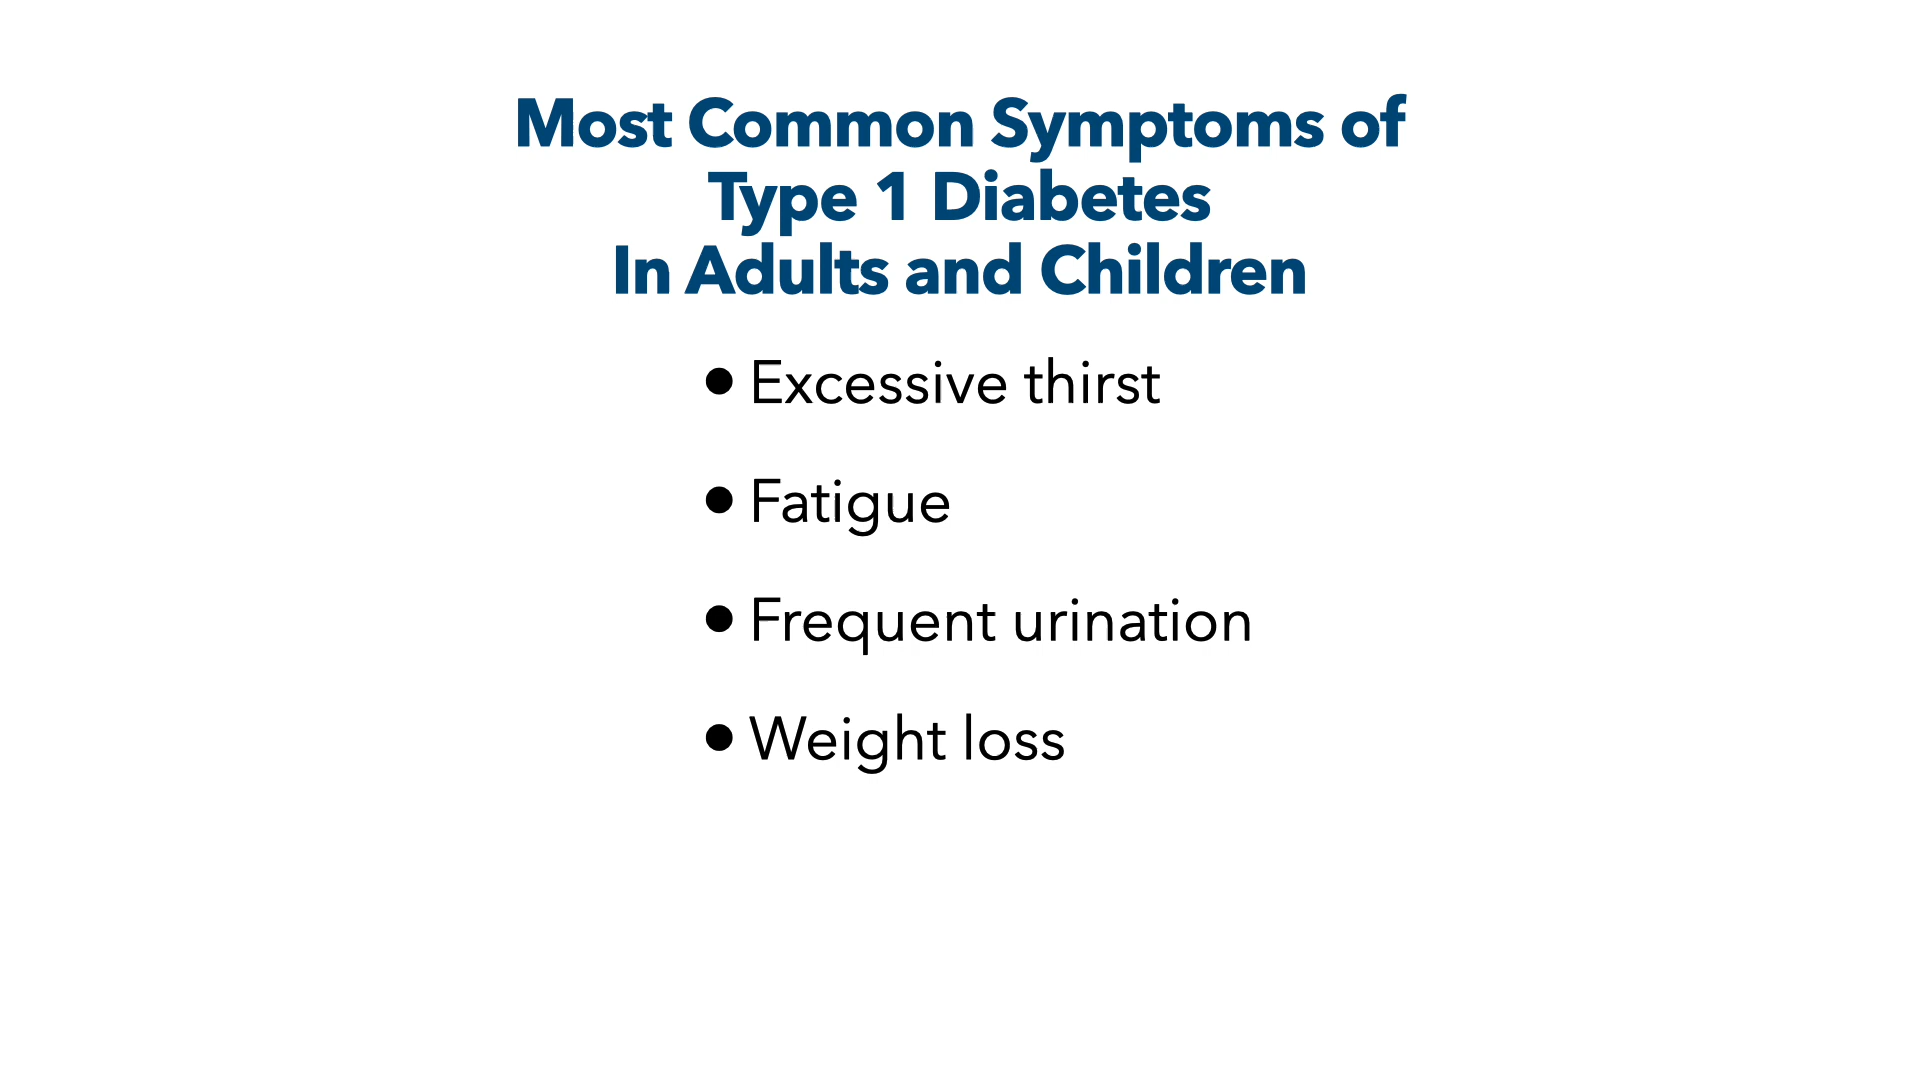 Most Common Symptoms of
Type 1 Diabetes
In Adults and Children
• Excessive thirst
• Fatigue
• Frequent urination
• Weight loss